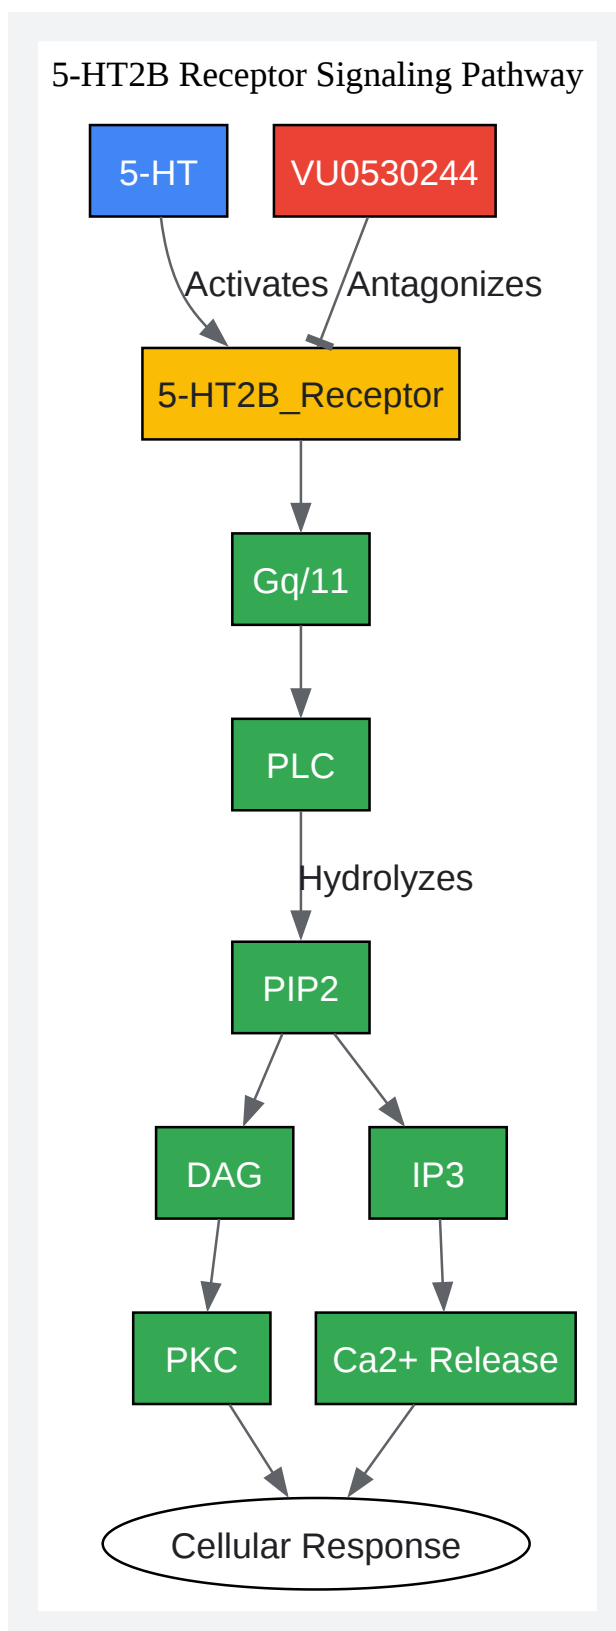 5-HT2B Receptor Signaling Pathway
5-HT
VU0530244
Activates
Antagonizes
5-HT2B_Receptor
Gq/11
PLC
Hydrolyzes
PIP2
DAG
IP3
PKC
Ca2+ Release
Cellular Response